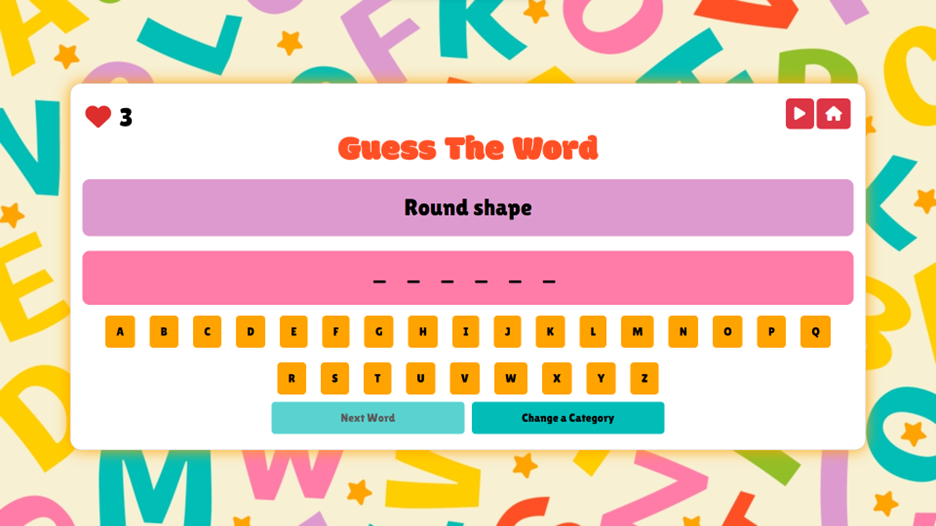 3
Guess The Word
Round shape
_ _ _ _ _ _
A B C D E F G H I J K L M N O P Q
R S T U V W X Y Z
Next Word Change a Category